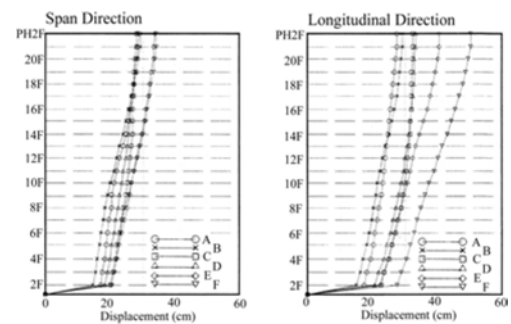 Span Direction
PH2F
20F
18F
16F
14F
12F
10F
8F
6F
4F
2F
A
B
C
D
E
F
0
20
40
60
Displacement (cm)
Longitudinal Direction
PH2F
20F
18F
16F
14F
12F
10F
8F
6F
4F
2F
A
B
C
D
E
F
0
20
40
60
Displacement (cm)